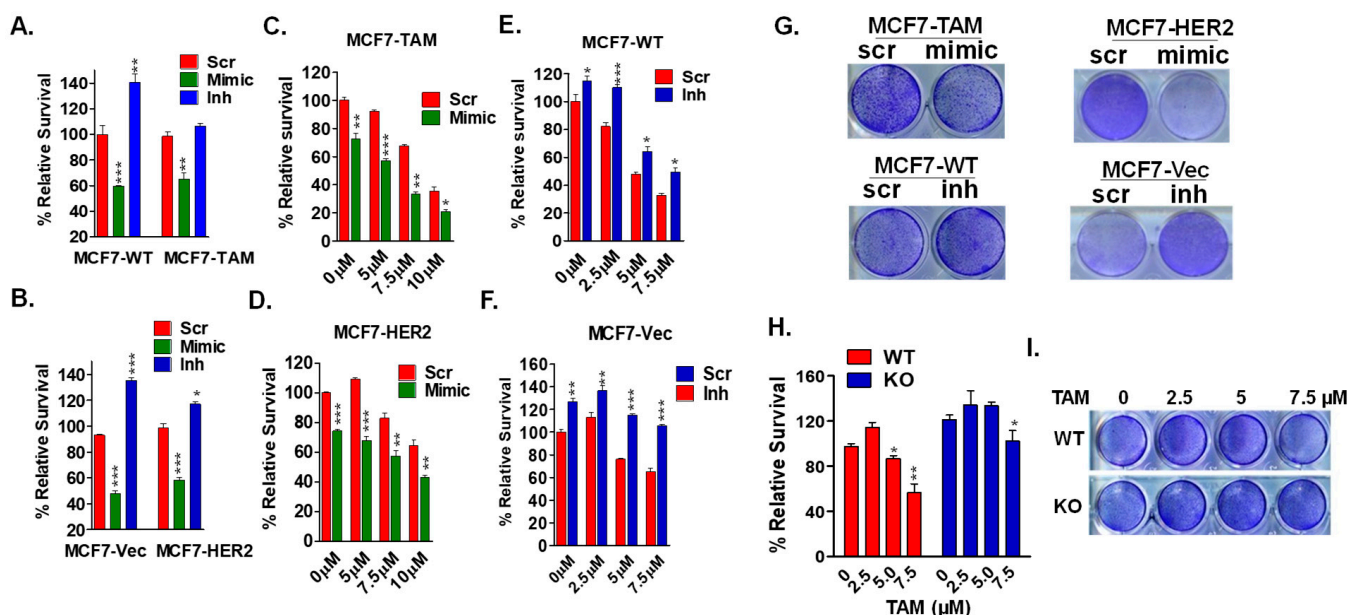 A.
Scr
Mimic
Inh
% Relative Survival
140
120
100
80
60
40
20
**
***
**
MCF7-WT MCF7-TAM
B.
Scr
Mimic
Inh
% Relative Survival
140
120
100
80
60
40
20
***
***
***
*
MCF7-Vec MCF7-HER2
C.
MCF7-TAM
Scr
Mimic
% Relative survival
120
100
80
60
40
20
0
**
***
**
*
0µM 5µM 7.5µM 10µM
D.
MCF7-HER2
Scr
Mimic
% Relative Survival
120
100
80
60
40
20
0
***
***
**
**
0µM 5µM 7.5µM 10µM
E.
MCF7-WT
Scr
Inh
% Relative Survival
120
100
80
60
40
20
0
*
***
*
*
0µM 2.5µM 5µM 7.5µM
F.
MCF7-Vec
Scr
Inh
% Relative Survival
160
140
120
100
80
60
40
20
0
**
**
***
***
0µM 2.5µM 5µM 7.5µM
G.
MCF7-TAM
scr mimic
MCF7-HER2
scr mimic
MCF7-WT
scr inh
MCF7-Vec
scr inh
H.
WT
KO
% Relative Survival
160
120
80
40
0
*
**
*
0 2.5 5.0 7.5 0 2.5 5.0 7.5
TAM (µM)
I.
TAM 0 2.5 5 7.5 µM
WT
KO